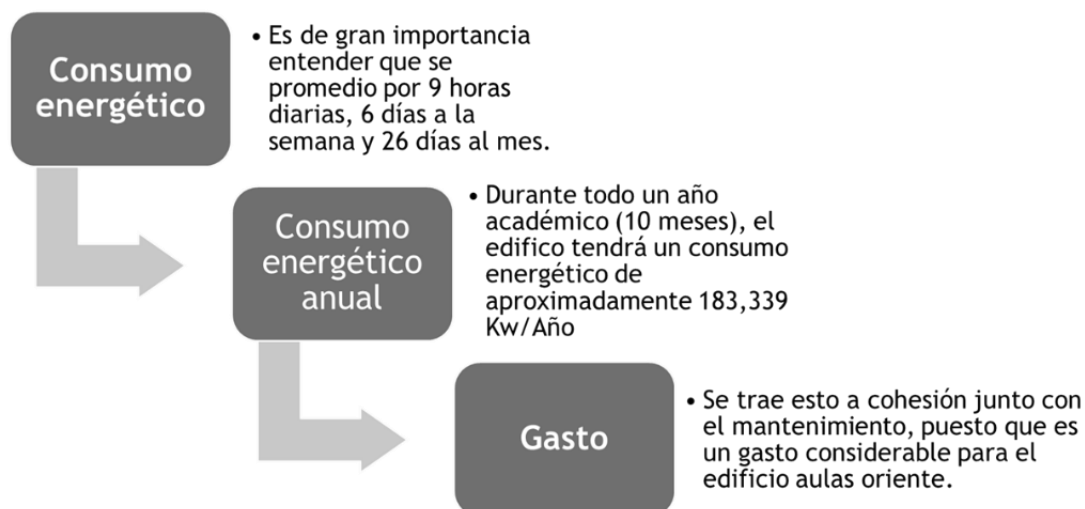 Consumo
energético
• Es de gran importancia
entender que se
promedio por 9 horas
diarias, 6 días a la
semana y 26 días al mes.
Consumo
energético
anual
• Durante todo un año
académico (10 meses), el
edifico tendrá un consumo
energético de
aproximadamente 183,339
Kw/Año
Gasto
• Se trae esto a cohesión junto con
el mantenimiento, puesto que es
un gasto considerable para el
edificio aulas oriente.